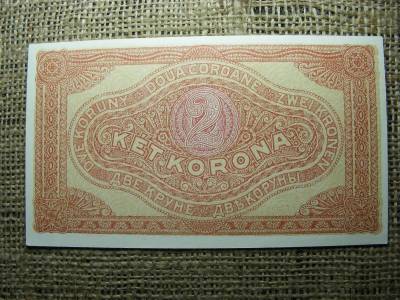 DVE KORUNY
DOUĂ COROANE
ZWEI KRONEN
2
KÉT KORONA
ДВЕ КРУНЕ
ДВѢ КОРУНЫ